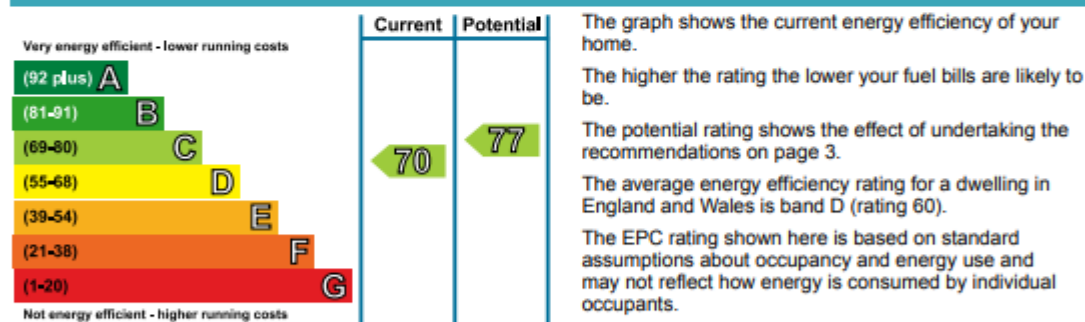 Current Potential
Very energy efficient - lower running costs
(92 plus) A
(81-91) B
(69-80) C
(55-68) D
(39-54) E
(21-38) F
(1-20) G
Not energy efficient - higher running costs
70
77
The graph shows the current energy efficiency of your
home.
The higher the rating the lower your fuel bills are likely to
be.
The potential rating shows the effect of undertaking the
recommendations on page 3.
The average energy efficiency rating for a dwelling in
England and Wales is band D (rating 60).
The EPC rating shown here is based on standard
assumptions about occupancy and energy use and
may not reflect how energy is consumed by individual
occupants.